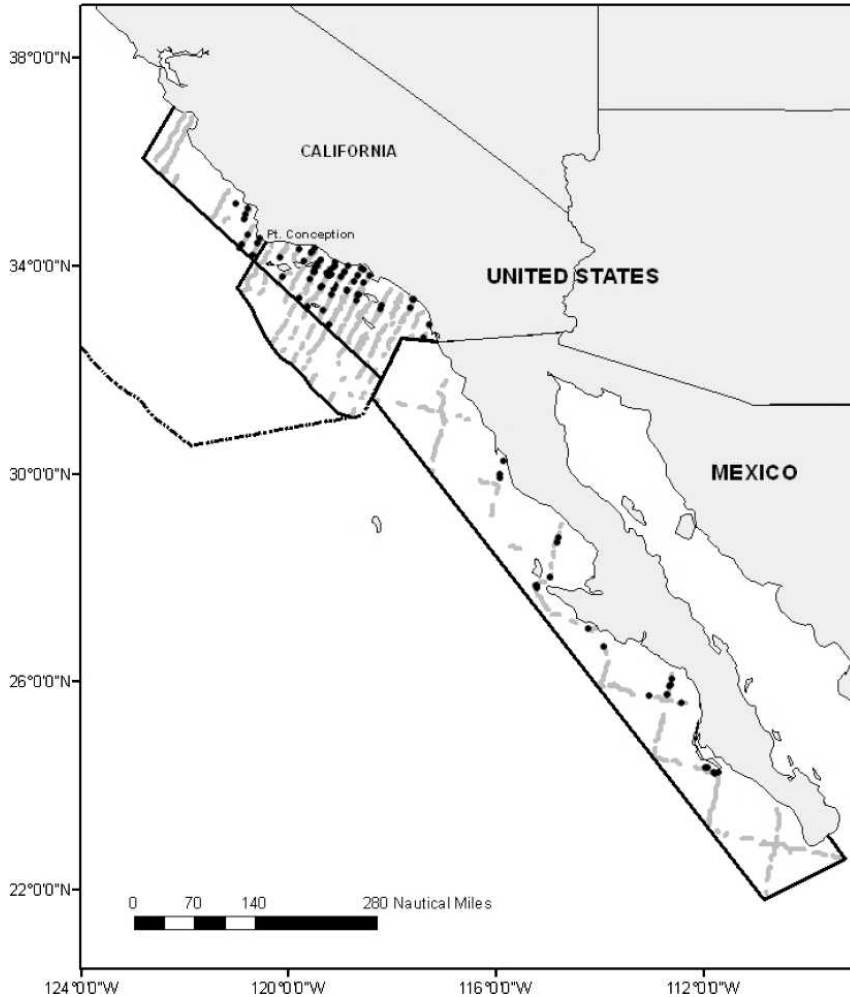 38°0'0"N
CALIFORNIA
Pt. Conception
34°0'0"N
UNITED STATES
30°0'0"N
MEXICO
26°0'0"N
22°0'0"N
0 70 140 280 Nautical Miles
124°0'0"W 120°0'0"W 116°0'0"W 112°0'0"W